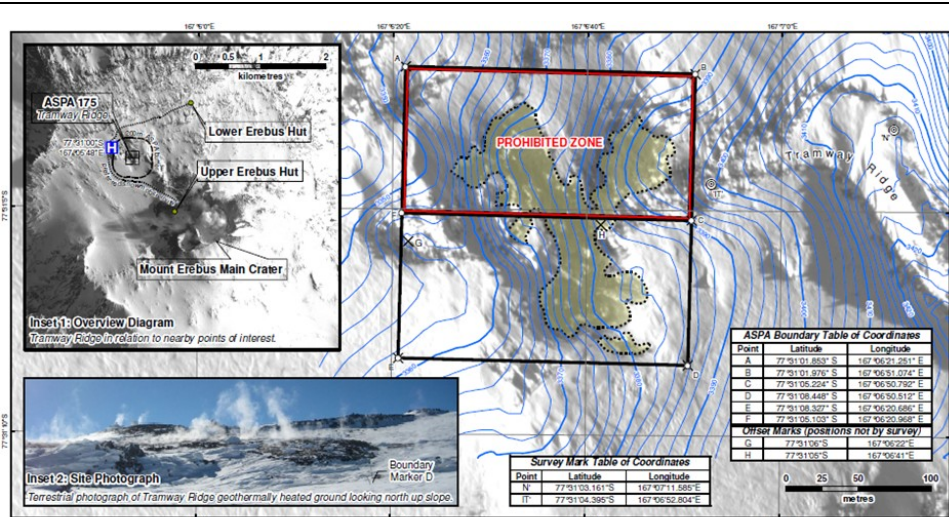 167°6'20"E
167°6'40"E
167°7'0"E
77°31'5"S
77°31'10"S
0 0.5 1 2
kilometres
ASPA 175
Tramway Ridge
77°31'00"S
H
Lower Erebus Hut
Upper Erebus Hut
Mount Erebus Main Crater
Inset 1: Overview Diagram
Tramway Ridge in relation to nearby points of interest.
A
B
PROHIBITED ZONE
Tramway Ridge
N'
IT'
F
C
G
H
E
D
Boundary
Marker D
Inset 2: Site Photograph
Terrestrial photograph of Tramway Ridge geothermally heated ground looking north up slope.
Survey Mark Table of Coordinates
Point Latitude Longitude
N' 77°31'03.161"S 167°07'11.585"E
IT' 77°31'04.395"S 167°06'52.804"E
ASPA Boundary Table of Coordinates
Point Latitude Longitude
A 77°31'01.853" S 167°06'21.251" E
B 77°31'01.976" S 167°06'51.074" E
C 77°31'05.224" S 167°06'50.792" E
D 77°31'08.448" S 167°06'50.512" E
E 77°31'08.327" S 167°06'20.686" E
F 77°31'05.103" S 167°06'20.968" E
Offset Marks (positions not by survey)
G 77°31'06"S 167°06'22"E
H 77°31'05"S 167°06'41"E
0 25 50 100
metres